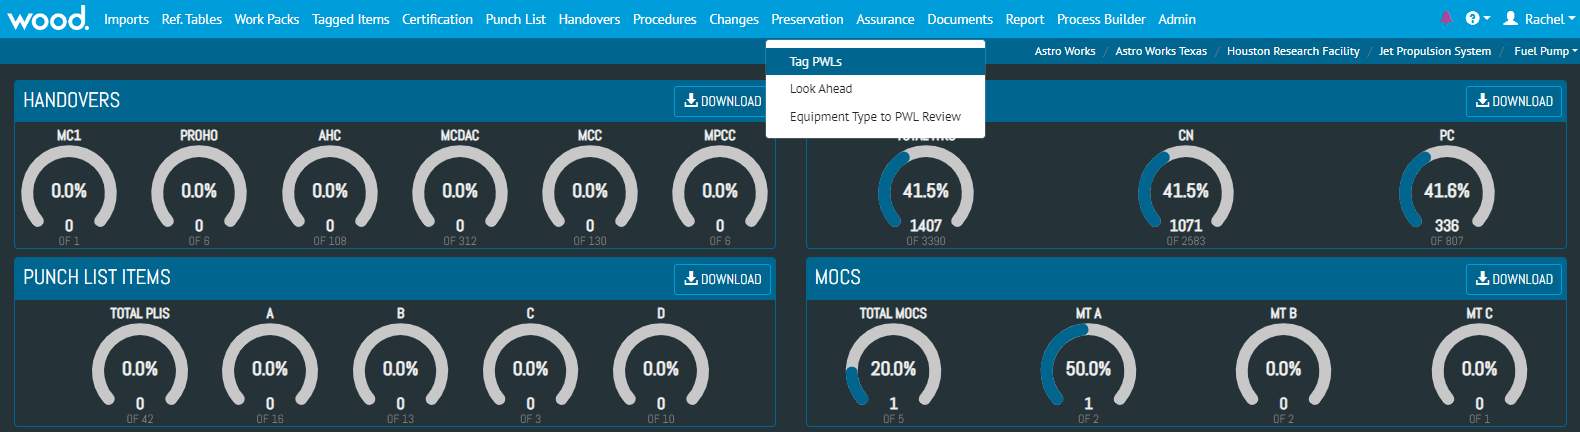 wood. Imports Ref. Tables Work Packs Tagged Items Certification Punch List Handovers Procedures Changes Preservation Assurance Documents Report Process Builder Admin Rachel
Astro Works / Astro Works Texas / Houston Research Facility / Jet Propulsion System / Fuel Pump
Tag PWLs
Look Ahead
Equipment Type to PWL Review
HANDOVERS DOWNLOAD
MC1 PROHO AHC MCDAC MCC MPCC
0.0% 0.0% 0.0% 0.0% 0.0% 0.0%
0 0 0 0 0 0
OF 1 OF 6 OF 108 OF 312 OF 130 OF 6
DOWNLOAD
CN PC
41.5% 41.5% 41.6%
1407 1071 336
OF 3390 OF 2583 OF 807
PUNCH LIST ITEMS DOWNLOAD
TOTAL PLIS A B C D
0.0% 0.0% 0.0% 0.0% 0.0%
0 0 0 0 0
OF 42 OF 16 OF 13 OF 3 OF 10
MOCS DOWNLOAD
TOTAL MOCS MT A MT B MT C
20.0% 50.0% 0.0% 0.0%
1 1 0 0
OF 5 OF 2 OF 2 OF 1